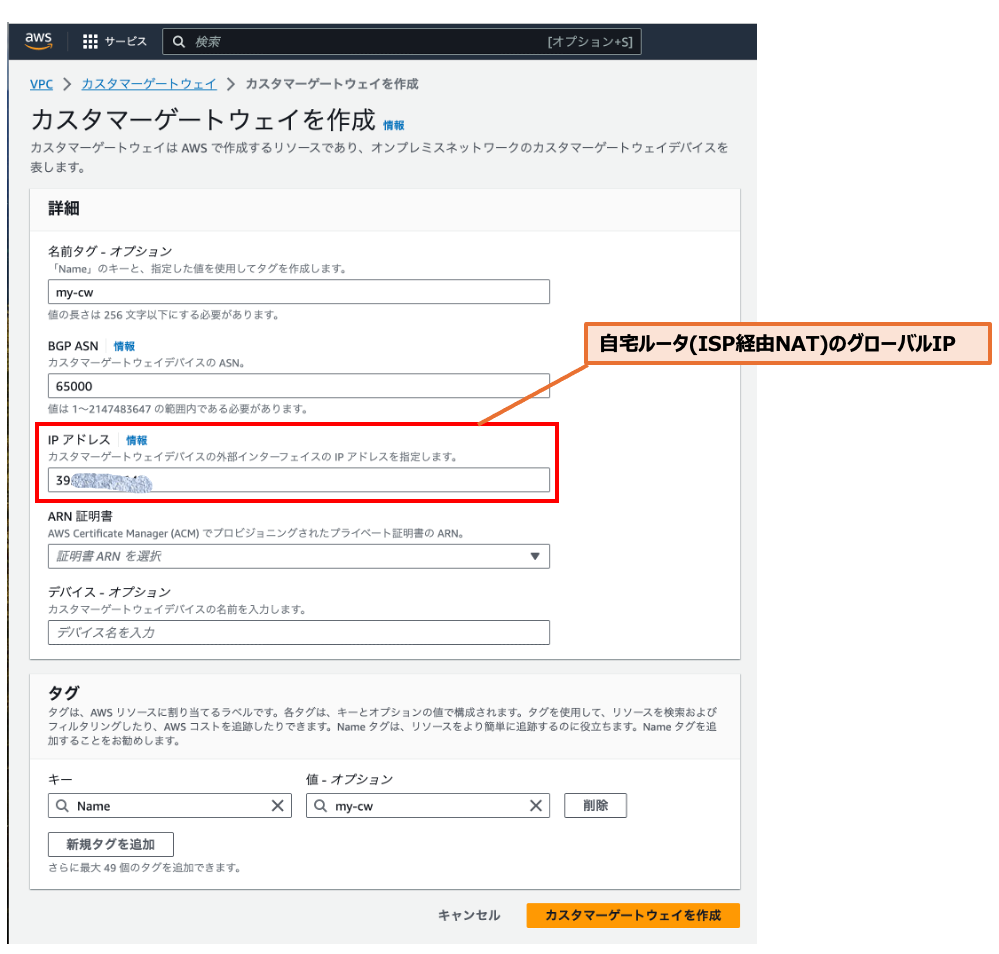 aws サービス 検索 [オプション+S]
VPC > カスタマーゲートウェイ > カスタマーゲートウェイを作成
カスタマーゲートウェイを作成 情報
カスタマーゲートウェイは AWS で作成するリソースであり、オンプレミスネットワークのカスタマーゲートウェイデバイスを
表します。
詳細
名前タグ - オプション
「Name」のキーと、指定した値を使用してタグを作成します。
my-cw
値の長さは 256 文字以下にする必要があります。
自宅ルータ(ISP経由NAT)のグローバルIP
BGP ASN 情報
カスタマーゲートウェイデバイスの ASN。
65000
値は 1〜2147483647 の範囲内である必要があります。
IP アドレス 情報
カスタマーゲートウェイデバイスの外部インターフェイスの IP アドレスを指定します。
39
ARN 証明書
AWS Certificate Manager (ACM) でプロビジョニングされたプライベート証明書の ARN。
証明書 ARN を選択
デバイス - オプション
カスタマーゲートウェイデバイスの名前を入力します。
デバイス名を入力
タグ
タグは、AWS リソースに割り当てるラベルです。各タグは、キーとオプションの値で構成されます。タグを使用して、リソースを検索および
フィルタリングしたり、AWS コストを追跡したりできます。Name タグは、リソースをより簡単に追跡するのに役立ちます。Name タグを追
加することをお勧めします。
キー 値 - オプション
Name my-cw 削除
新規タグを追加
さらに最大 49 個のタグを追加できます。
キャンセル カスタマーゲートウェイを作成